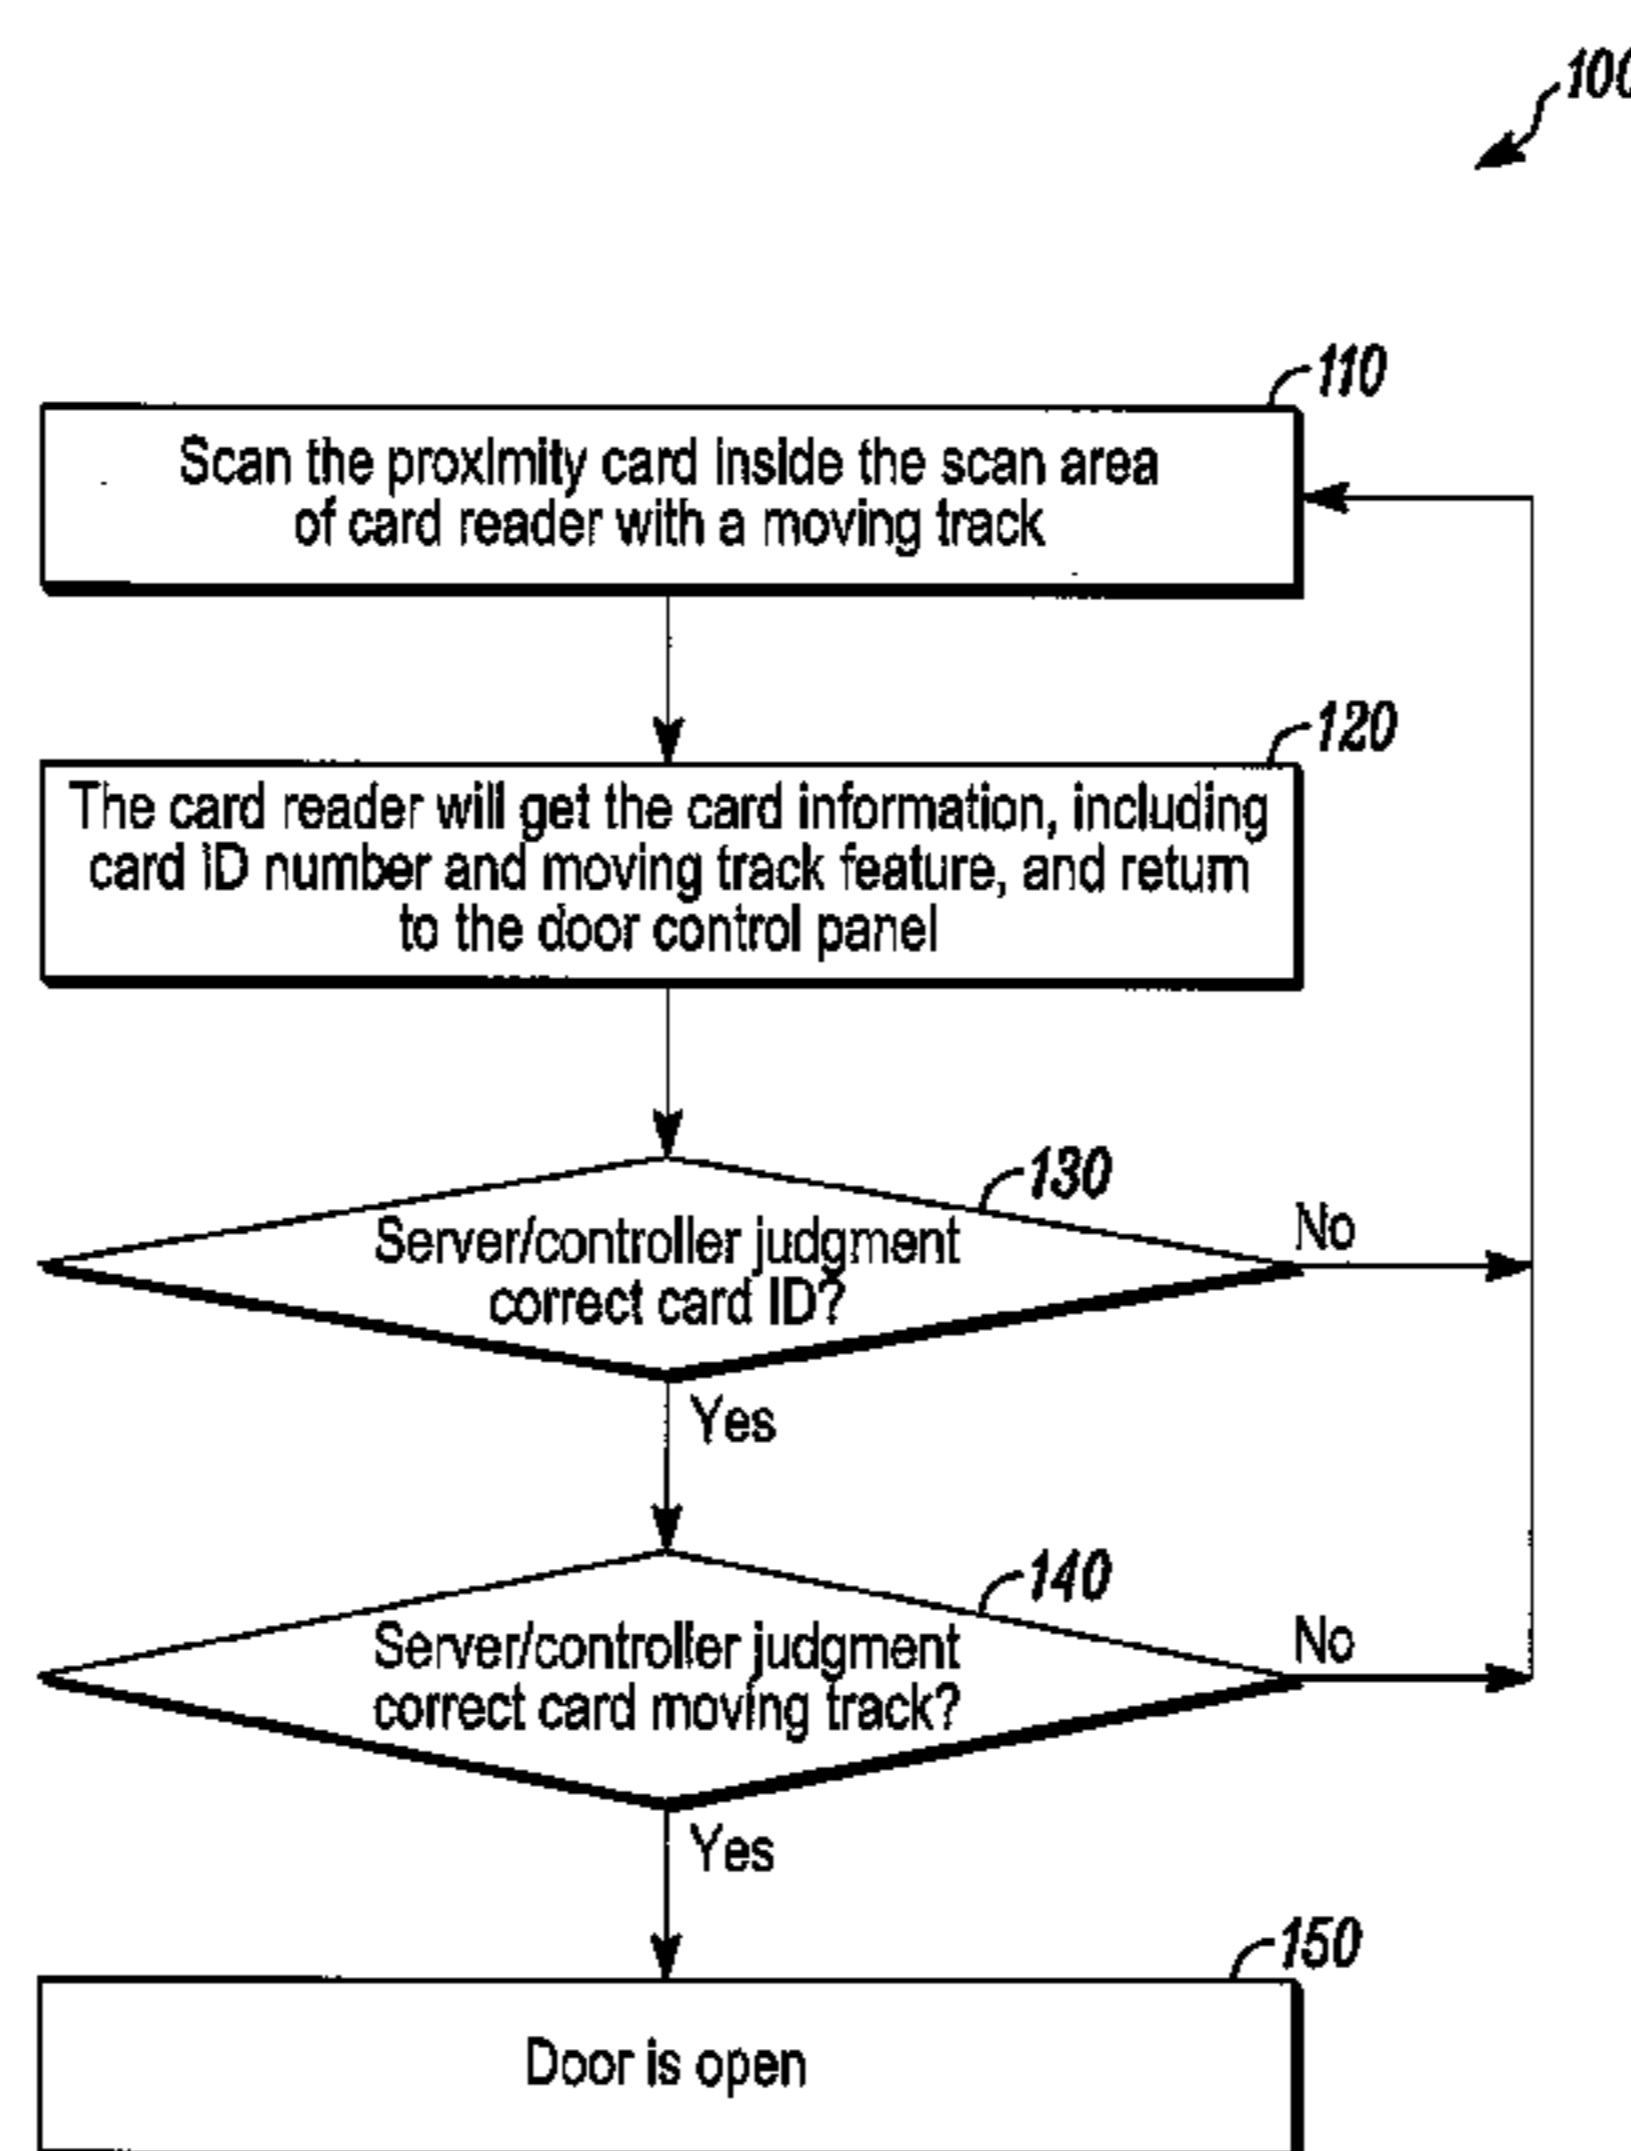 100
110
Scan the proximity card inside the scan area
of card reader with a moving track
120
The card reader will get the card information, including
card ID number and moving track feature, and return
to the door control panel
130
Server/controller judgment
correct card ID?
No
Yes
140
Server/controller judgment
correct card moving track?
No
Yes
150
Door is open